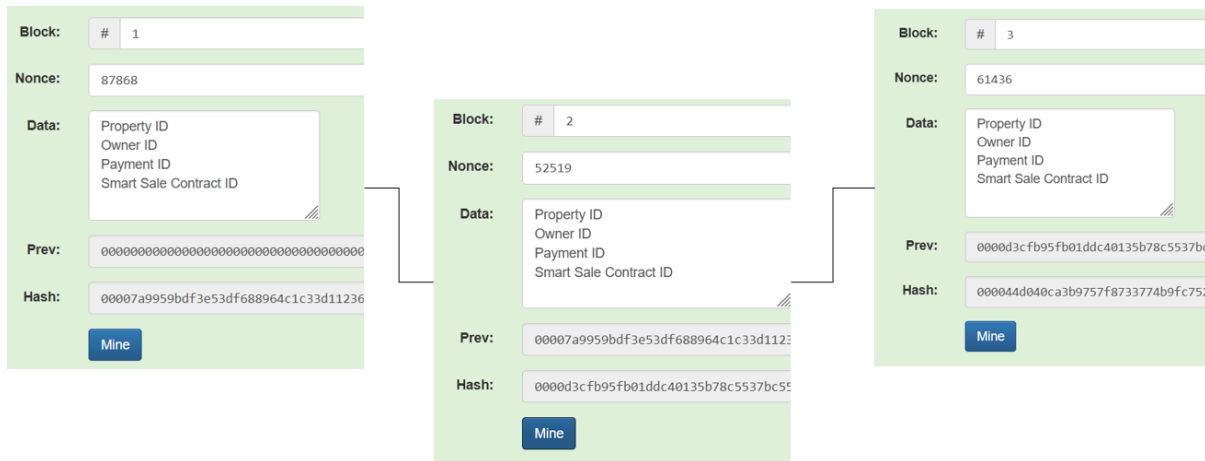 Block: # 1
Nonce: 87868
Data: Property ID
Owner ID
Payment ID
Smart Sale Contract ID
Prev: 0000000000000000000000000000000000
Hash: 00007a9959bdf3e53df688964c1c33d11236
Mine
Block: # 2
Nonce: 52519
Data: Property ID
Owner ID
Payment ID
Smart Sale Contract ID
Prev: 00007a9959bdf3e53df688964c1c33d1123
Hash: 0000d3cfb95fb01ddc40135b78c5537bc55
Mine
Block: # 3
Nonce: 61436
Data: Property ID
Owner ID
Payment ID
Smart Sale Contract ID
Prev: 0000d3cfb95fb01ddc40135b78c5537b
Hash: 000044d040ca3b9757f8733774b9fc752
Mine